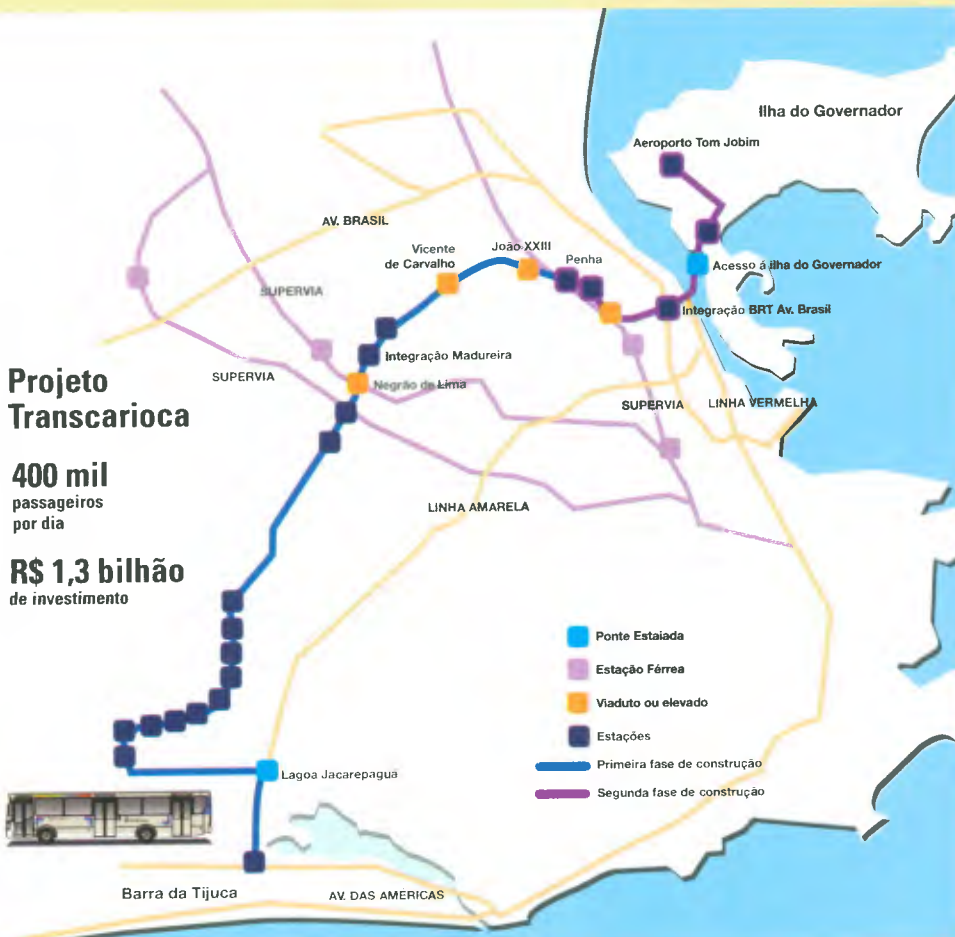 Ilha do Governador
Aeroporto Tom Jobim
AV. BRASIL
João XXIII
Vicente
de Carvalho
Penha
Acesso á ilha do Governador
SUPERVIA
Integração BRT Av. Brasil
Integração Madureira
SUPERVIA
Negrão de Lima
SUPERVIA
LINHA VERMELHA
Projeto
Transcarioca
400 mil
passageiros
por dia
LINHA AMARELA
R$ 1,3 bilhão
de investimento
Ponte Estaiada
Estação Férrea
Viaduto ou elevado
Estações
Primeira fase de construção
Segunda fase de construção
Lagoa Jacarepagua
Barra da Tijuca
AV. DAS AMERICAS